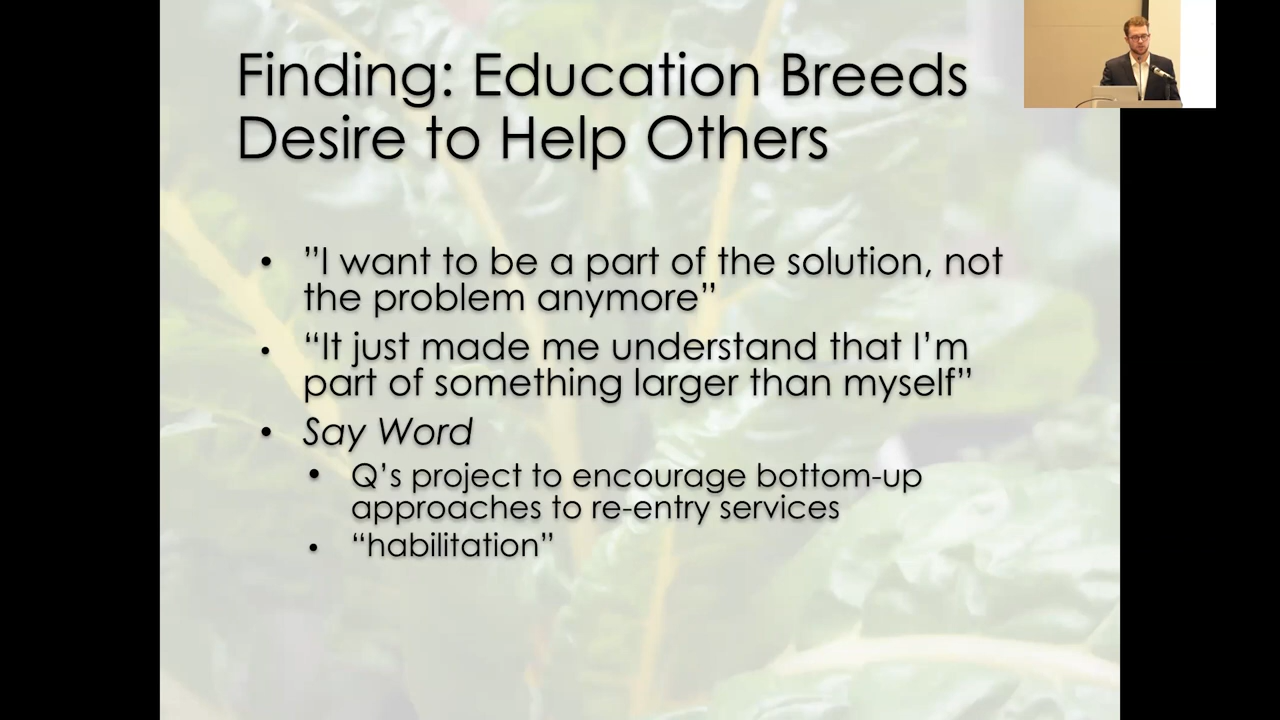 Finding: Education Breeds
Desire to Help Others
• ”I want to be a part of the solution, not
the problem anymore”
• “It just made me understand that I’m
part of something larger than myself”
• Say Word
• Q’s project to encourage bottom-up
approaches to re-entry services
• “habilitation”